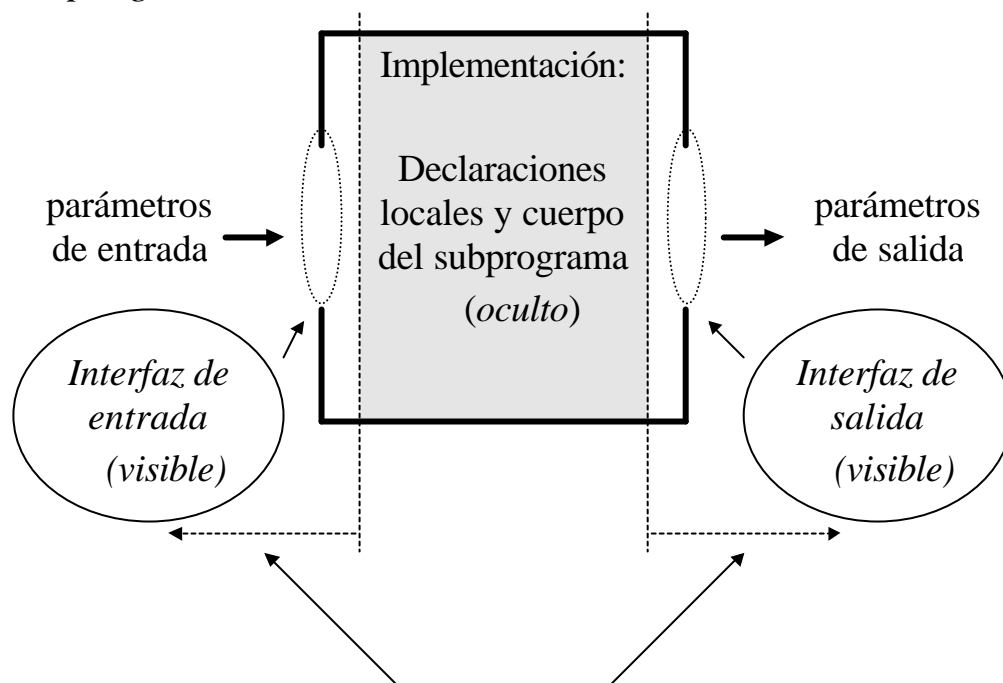 Implementación:
Declaraciones
locales y cuerpo
del subprograma
(oculto)
parámetros
de entrada
parámetros
de salida
Interfaz de
entrada
(visible)
Interfaz de
salida
(visible)